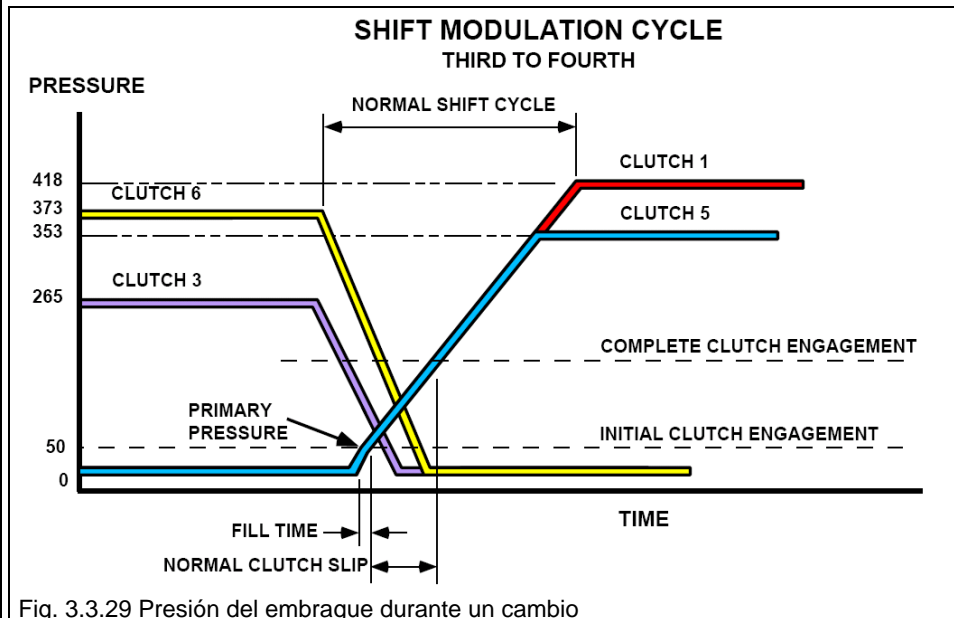 SHIFT MODULATION CYCLE
THIRD TO FOURTH
PRESSURE
NORMAL SHIFT CYCLE
CLUTCH 1
418
CLUTCH 6
373
CLUTCH 5
353
CLUTCH 3
265
COMPLETE CLUTCH ENGAGEMENT
PRIMARY
PRESSURE
INITIAL CLUTCH ENGAGEMENT
50
0
TIME
FILL TIME
NORMAL CLUTCH SLIP
Fig. 3.3.29 Presión del embrague durante un cambio